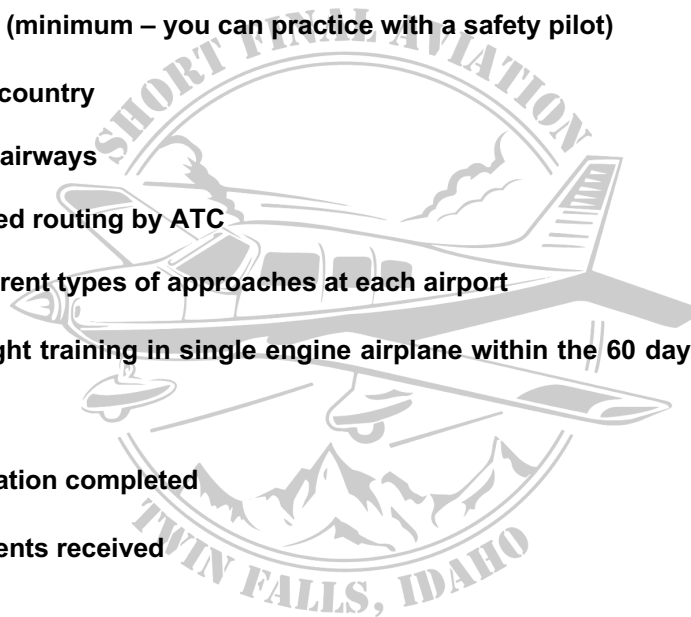 (minimum – you can practice with a safety pilot)
country
airways
ed routing by ATC
rent types of approaches at each airport
ght training in single engine airplane within the 60 day
ation completed
ents received
SHORT FINAL AVIATION
TWIN FALLS, IDAHO